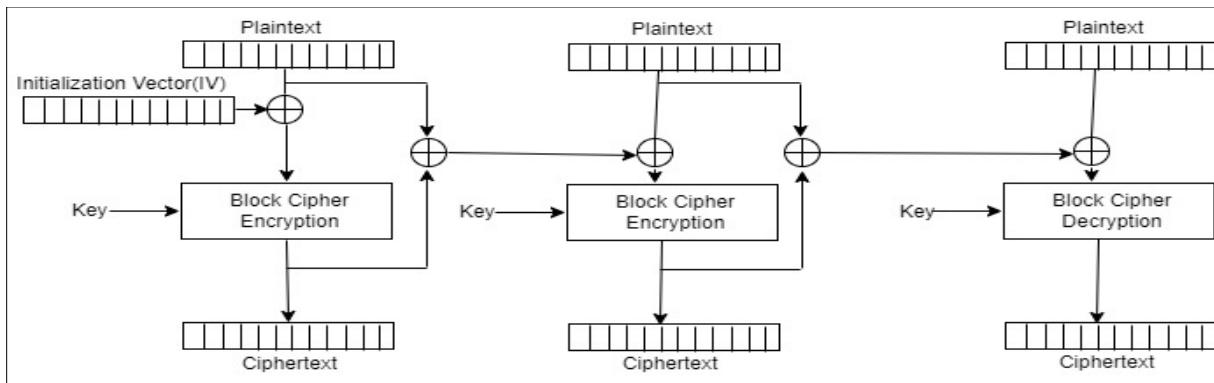 Plaintext
Plaintext
Plaintext
Initialization Vector(IV)
Key
Block Cipher
Encryption
Key
Block Cipher
Encryption
Key
Block Cipher
Decryption
Ciphertext
Ciphertext
Ciphertext